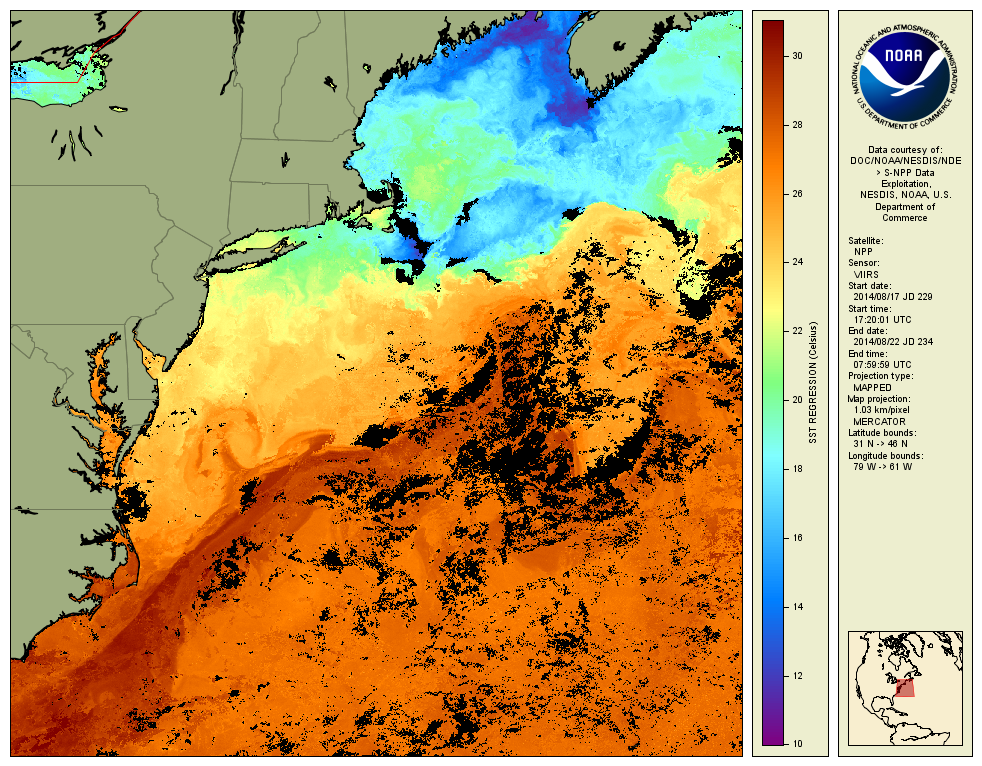 30
28
26
24
22
20
18
16
14
12
10
SST REGRESSION (Celsius)
NATIONAL OCEANIC AND ATMOSPHERIC ADMINISTRATION
NOAA
U.S. DEPARTMENT OF COMMERCE
Data courtesy of:
DOC/NOAA/NESDIS/NDE
> S-NPP Data
Exploitation,
NESDIS, NOAA, U.S.
Department of
Commerce
Satellite:
NPP
Sensor:
VIIRS
Start date:
2014/08/17 JD 229
Start time:
17:20:01 UTC
End date:
2014/08/22 JD 234
End time:
07:59:59 UTC
Projection type:
MAPPED
Map projection:
1.03 km/pixel
MERCATOR
Latitude bounds:
31 N -> 46 N
Longitude bounds:
79 W -> 61 W